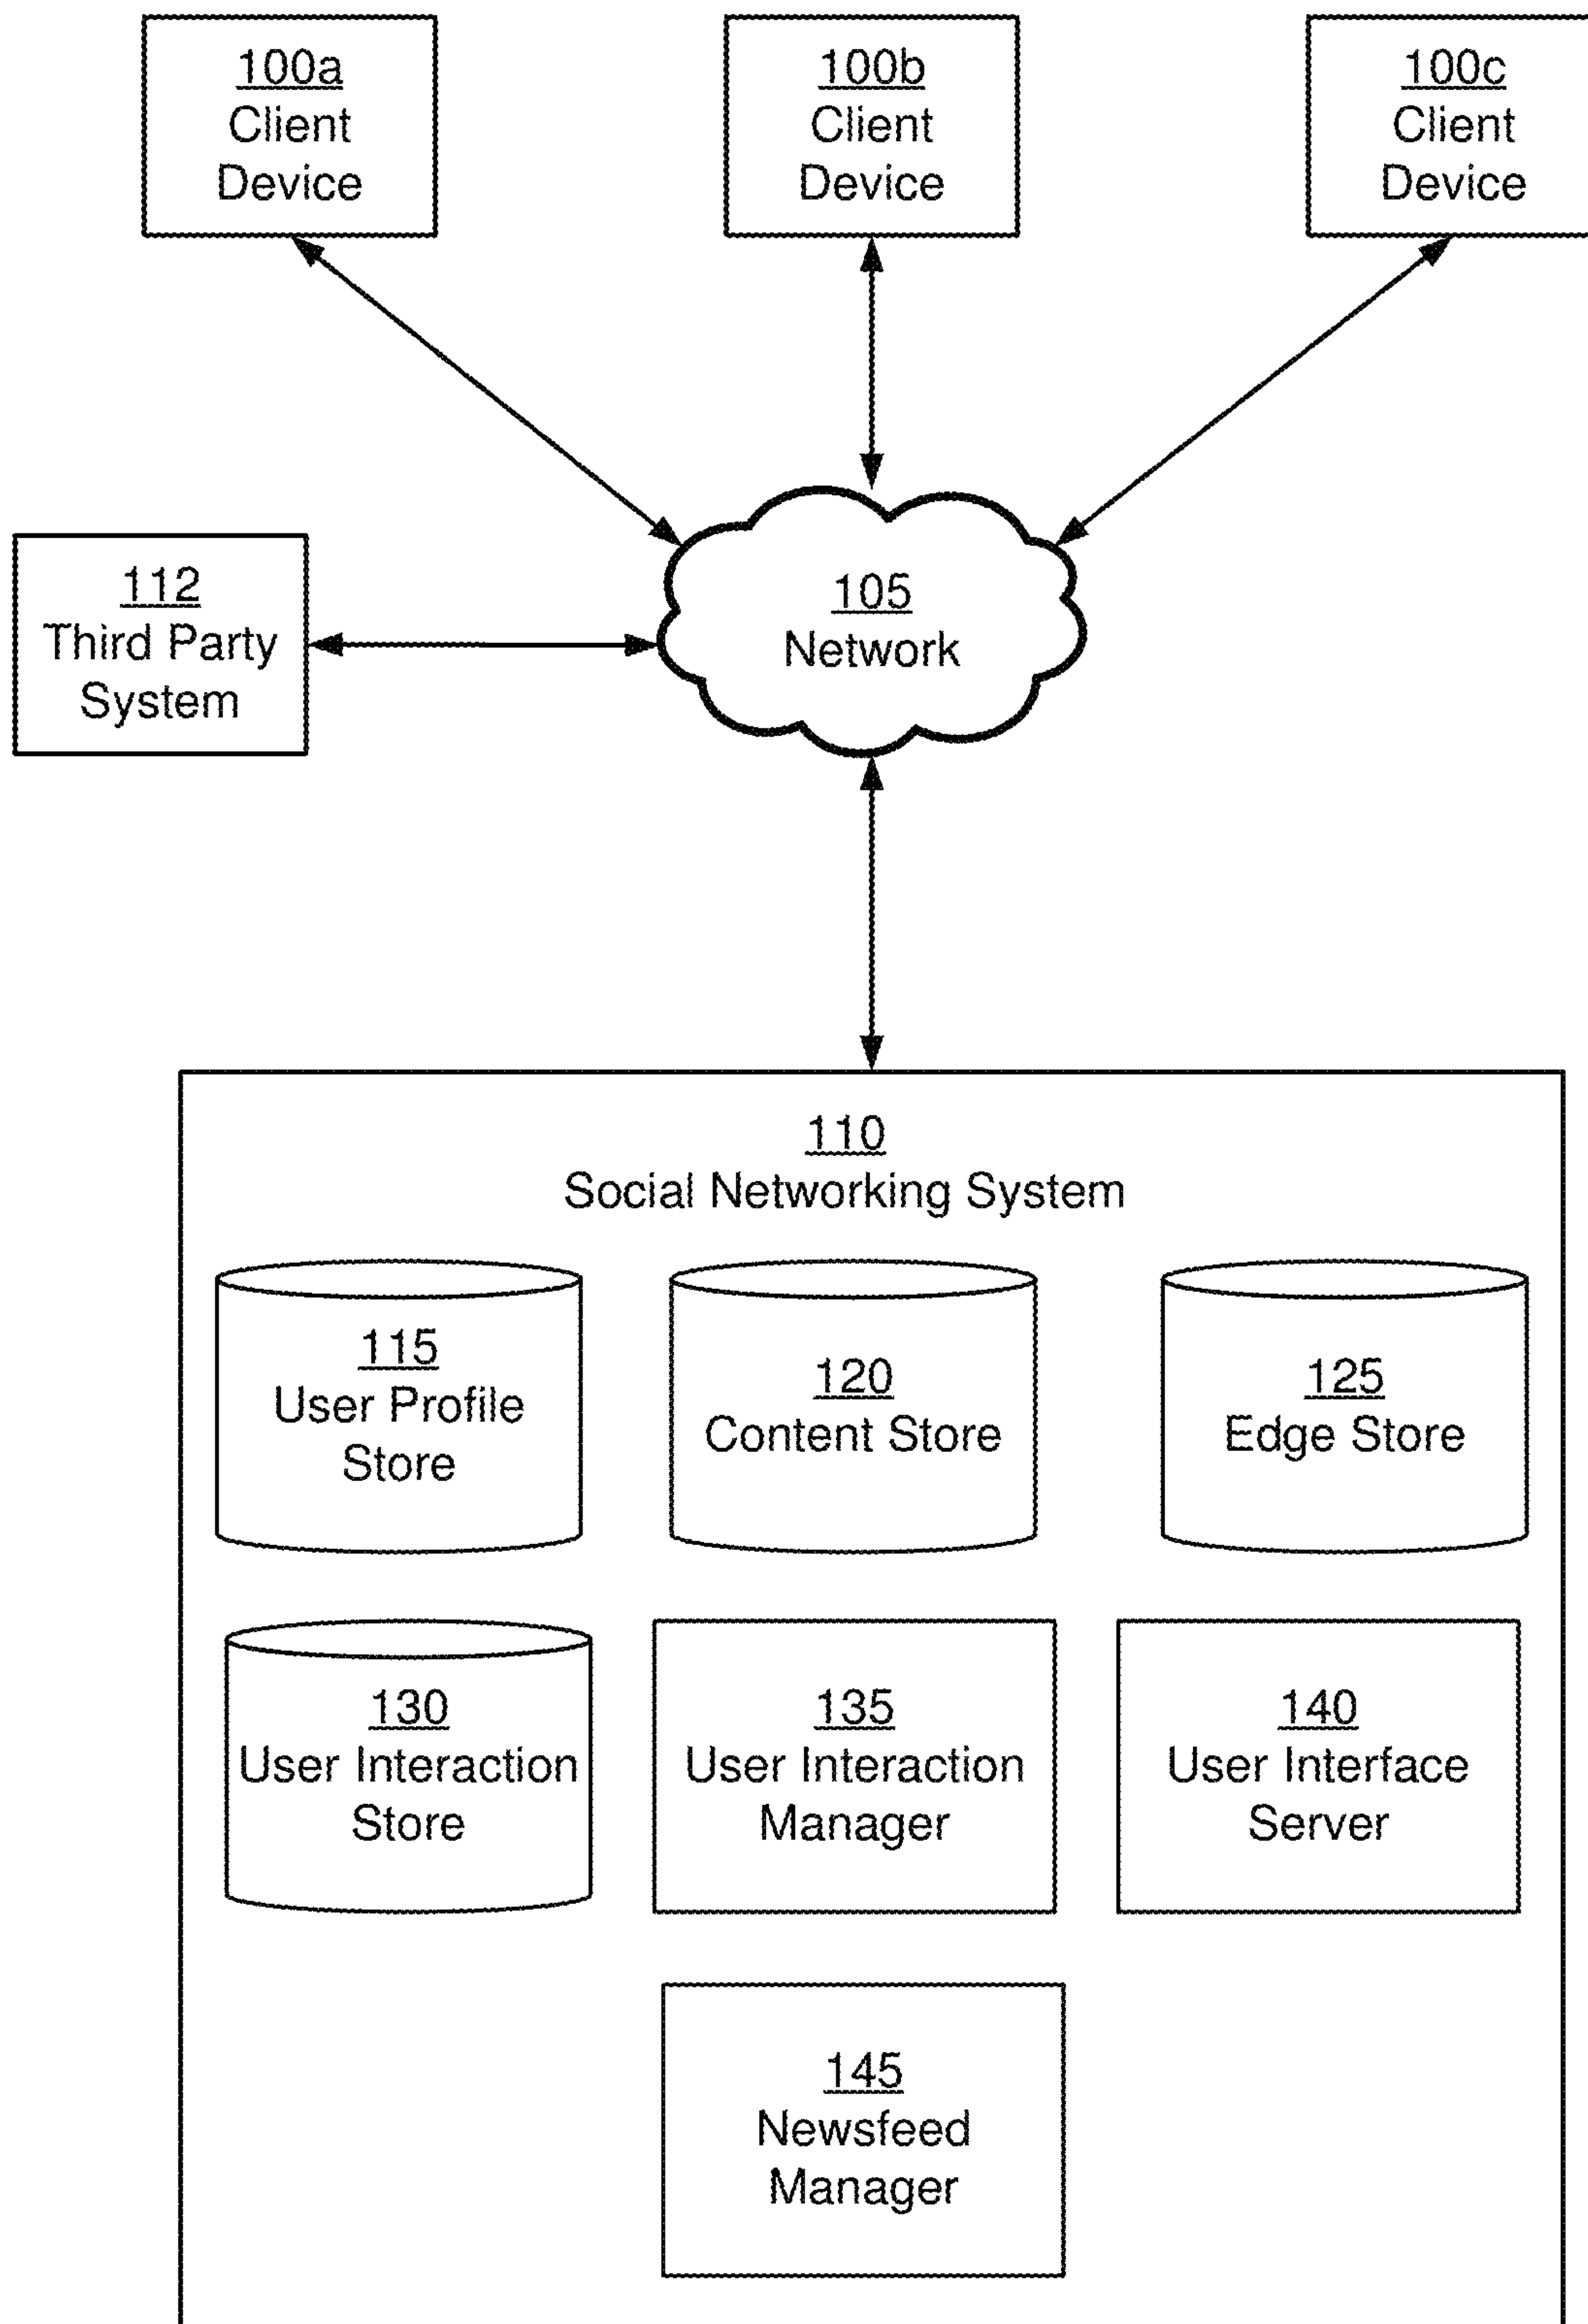 100a
Client
Device
100b
Client
Device
100c
Client
Device
112
Third Party
System
105
Network
110
Social Networking System
115
User Profile
Store
120
Content Store
125
Edge Store
130
User Interaction
Store
135
User Interaction
Manager
140
User Interface
Server
145
Newsfeed
Manager